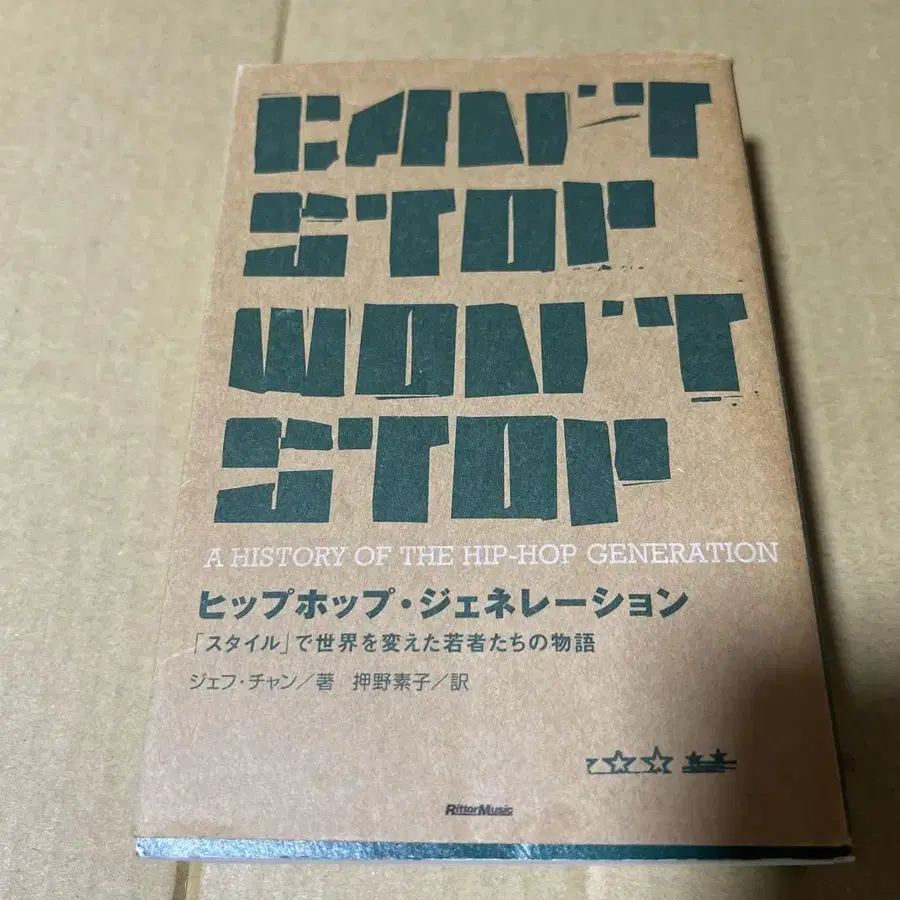 CAN'T
STOP
WON'T
STOP
A HISTORY OF THE HIP-HOP GENERATION
ヒップホップ・ジェネレーション
「スタイル」で世界を変えた若者たちの物語
ジェフ・チャン/著 押野素子/訳
RittorMusic